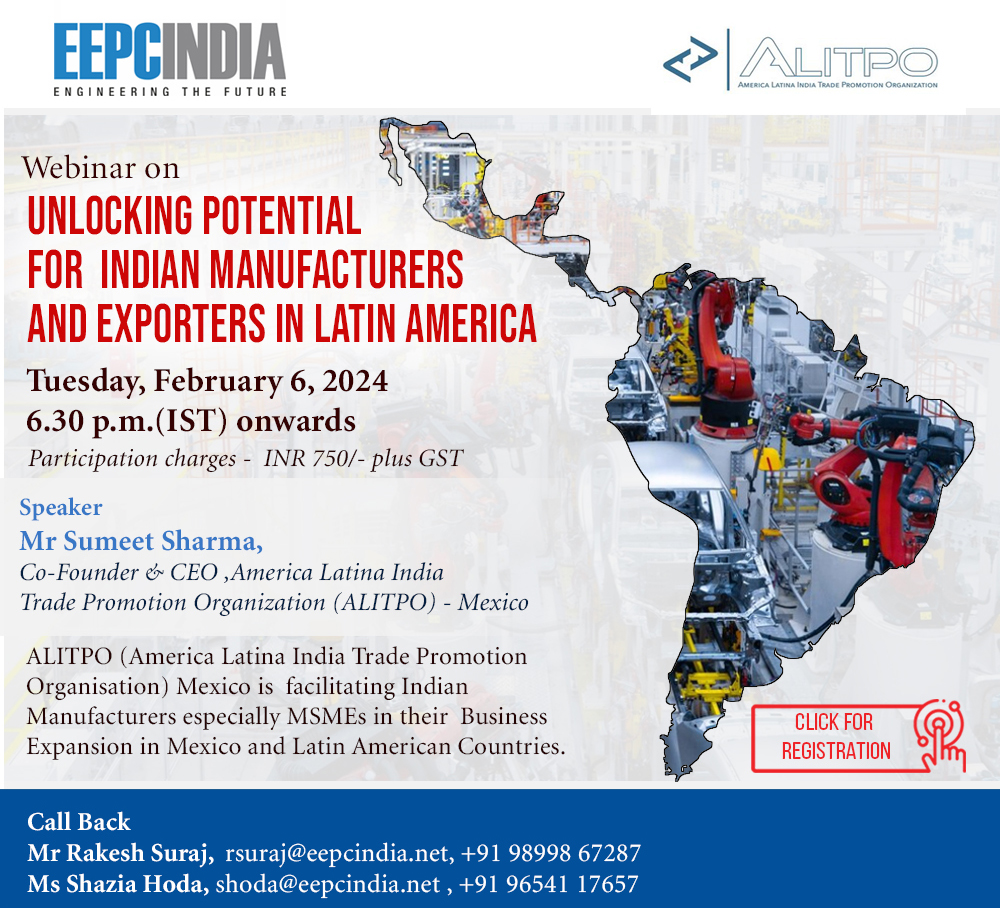 EEPCINDIA
ENGINEERING THE FUTURE
ALITPO
AMERICA LATINA INDIA TRADE PROMOTION ORGANIZATION
Webinar on
UNLOCKING POTENTIAL
FOR INDIAN MANUFACTURERS
AND EXPORTERS IN LATIN AMERICA
Tuesday, February 6, 2024
6.30 p.m.(IST) onwards
Participation charges - INR 750/- plus GST
Speaker
Mr Sumeet Sharma,
Co-Founder & CEO ,America Latina India
Trade Promotion Organization (ALITPO) - Mexico
ALITPO (America Latina India Trade Promotion
Organisation) Mexico is facilitating Indian
Manufacturers especially MSMEs in their Business
Expansion in Mexico and Latin American Countries.
CLICK FOR
REGISTRATION
Call Back
Mr Rakesh Suraj, rsuraj@eepcindia.net, +91 98998 67287
Ms Shazia Hoda, shoda@eepcindia.net , +91 96541 17657